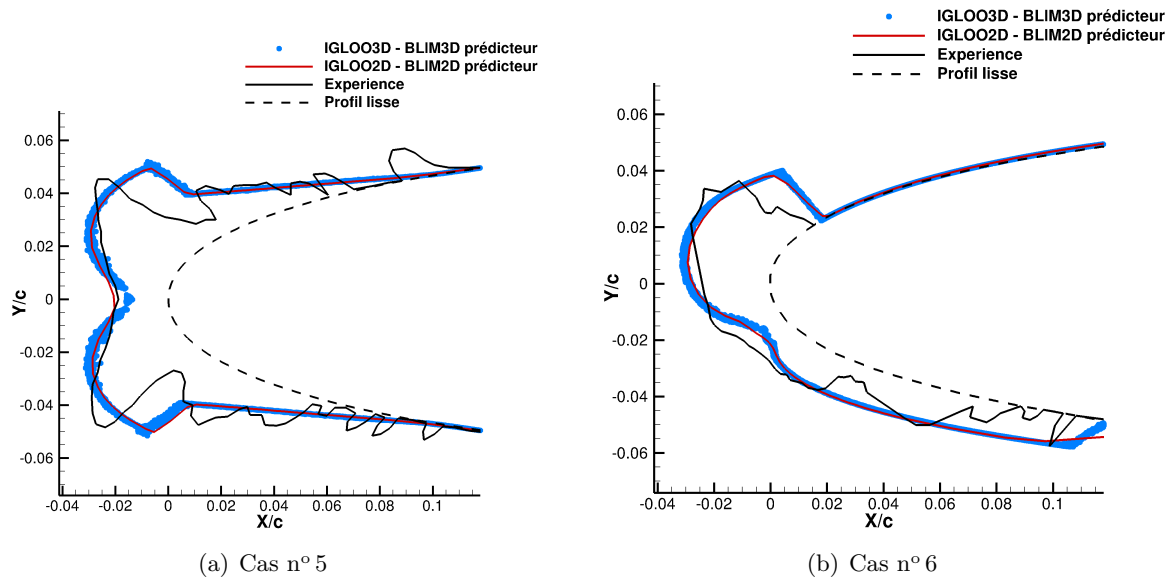 IGLOO3D - BLIM3D prédicteur
IGLOO2D - BLIM2D prédicteur
Experience
Profil lisse
0.06
0.04
0.02
0
-0.02
-0.04
-0.06
Y/c
-0.04
-0.02
0
0.02
0.04
0.06
0.08
0.1
X/c
(a) Cas nº 5
IGLOO3D - BLIM3D prédicteur
IGLOO2D - BLIM2D prédicteur
Experience
Profil lisse
0.06
0.04
0.02
0
-0.02
-0.04
-0.06
Y/c
-0.04
-0.02
0
0.02
0.04
0.06
0.08
0.1
X/c
(b) Cas nº 6